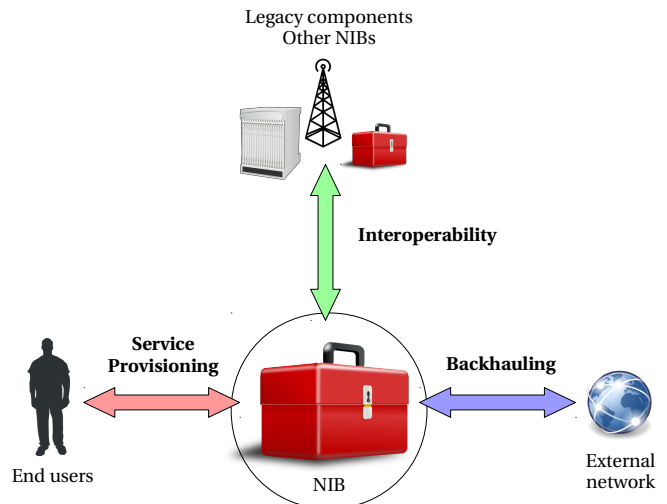 Legacy components
Other NIBs
Interoperability
Service
Provisioning
Backhauling
End users
NIB
External
network